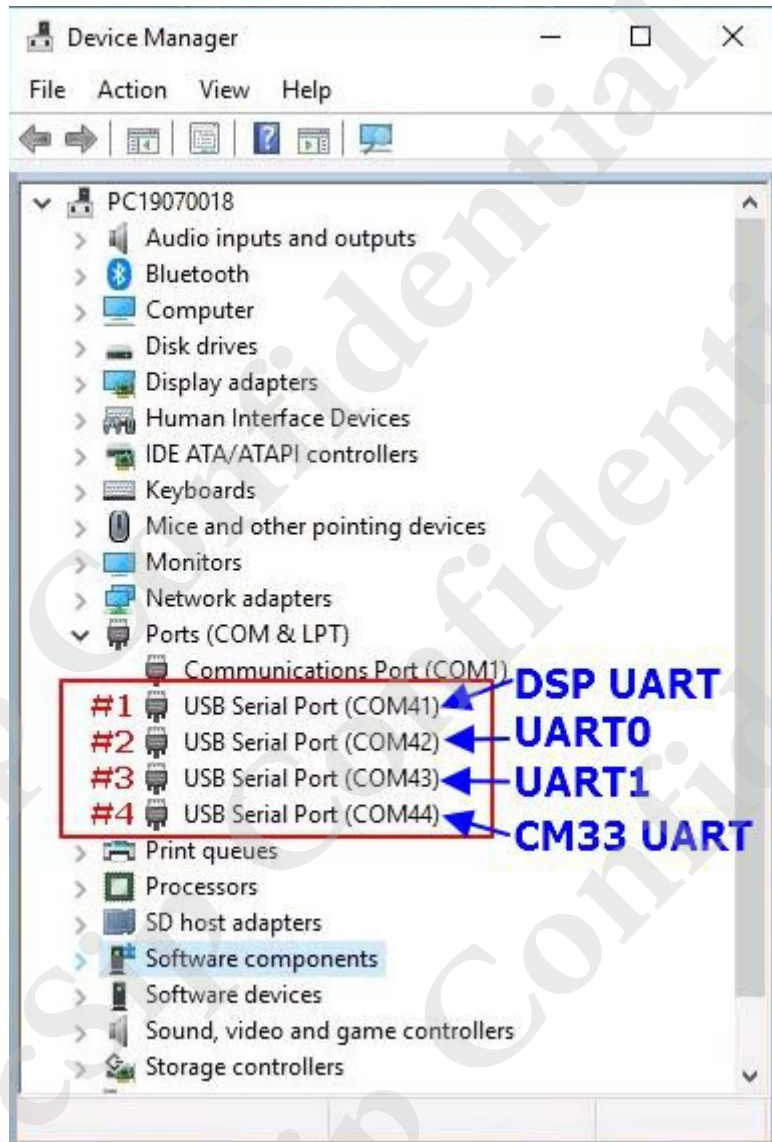 Device Manager
File Action View Help
PC19070018
Audio inputs and outputs
Bluetooth
Computer
Disk drives
Display adapters
Human Interface Devices
IDE ATA/ATAPI controllers
Keyboards
Mice and other pointing devices
Monitors
Network adapters
Ports (COM & LPT)
Communications Port (COM1)
#1 USB Serial Port (COM41) DSP UART
#2 USB Serial Port (COM42) UART0
#3 USB Serial Port (COM43) UART1
#4 USB Serial Port (COM44) CM33 UART
Print queues
Processors
SD host adapters
Software components
Software devices
Sound, video and game controllers
Storage controllers
Confidential